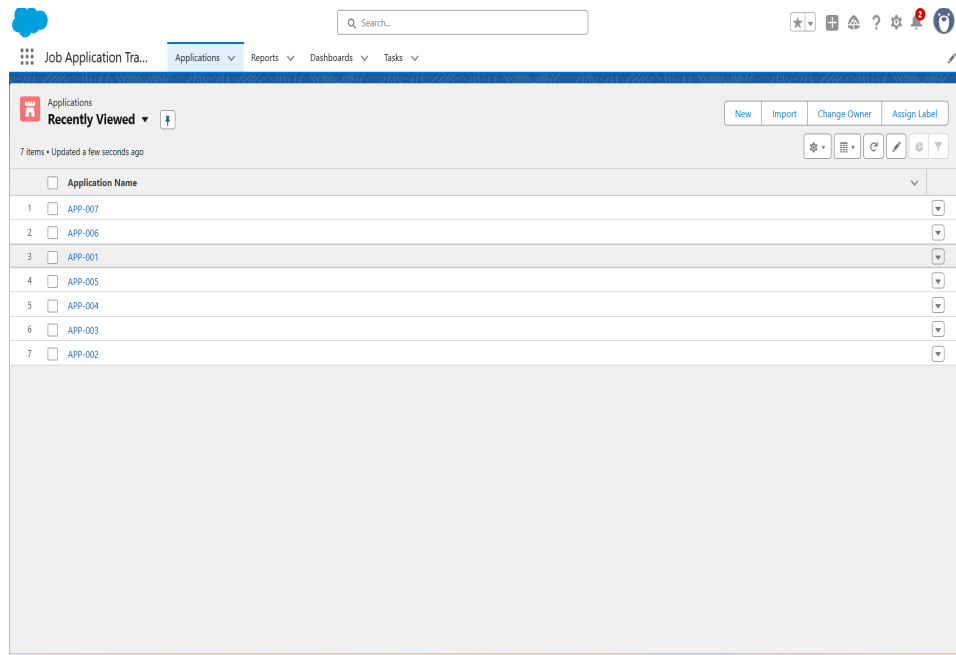 Search...
2
Job Application Tra...
Applications
Reports
Dashboards
Tasks
Applications
Recently Viewed
New
Import
Change Owner
Assign Label
7 items • Updated a few seconds ago
Application Name
1 APP-007
2 APP-006
3 APP-001
4 APP-005
5 APP-004
6 APP-003
7 APP-002